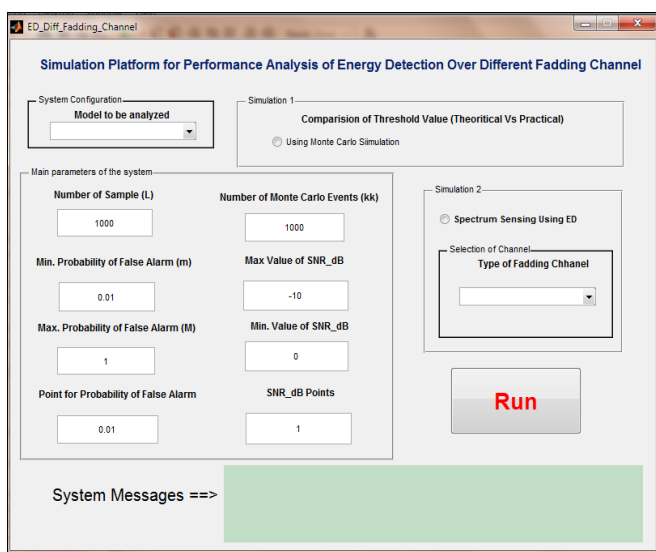 ED_Diff_Fadding_Channel
Simulation Platform for Performance Analysis of Energy Detection Over Different Fadding Channel
System Configuration
Model to be analyzed
Simulation 1
Comparision of Threshold Value (Theoritical Vs Practical)
Using Monte Carlo Siimulation
Main parameters of the system
Number of Sample (L)
1000
Number of Monte Carlo Events (kk)
1000
Min. Probability of False Alarm (m)
0.01
Max Value of SNR_dB
-10
Max. Probability of False Alarm (M)
1
Min. Value of SNR_dB
0
Point for Probability of False Alarm
0.01
SNR_dB Points
1
Simulation 2
Spectrum Sensing Using ED
Selection of Channel
Type of Fadding Chhanel
Run
System Messages ==>